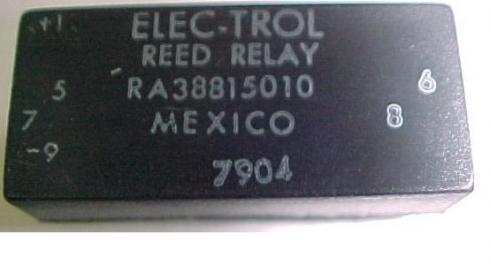 +1 ELEC-TROL
REED RELAY
5 RA38815010 6
7 MEXICO 8
-9
7904